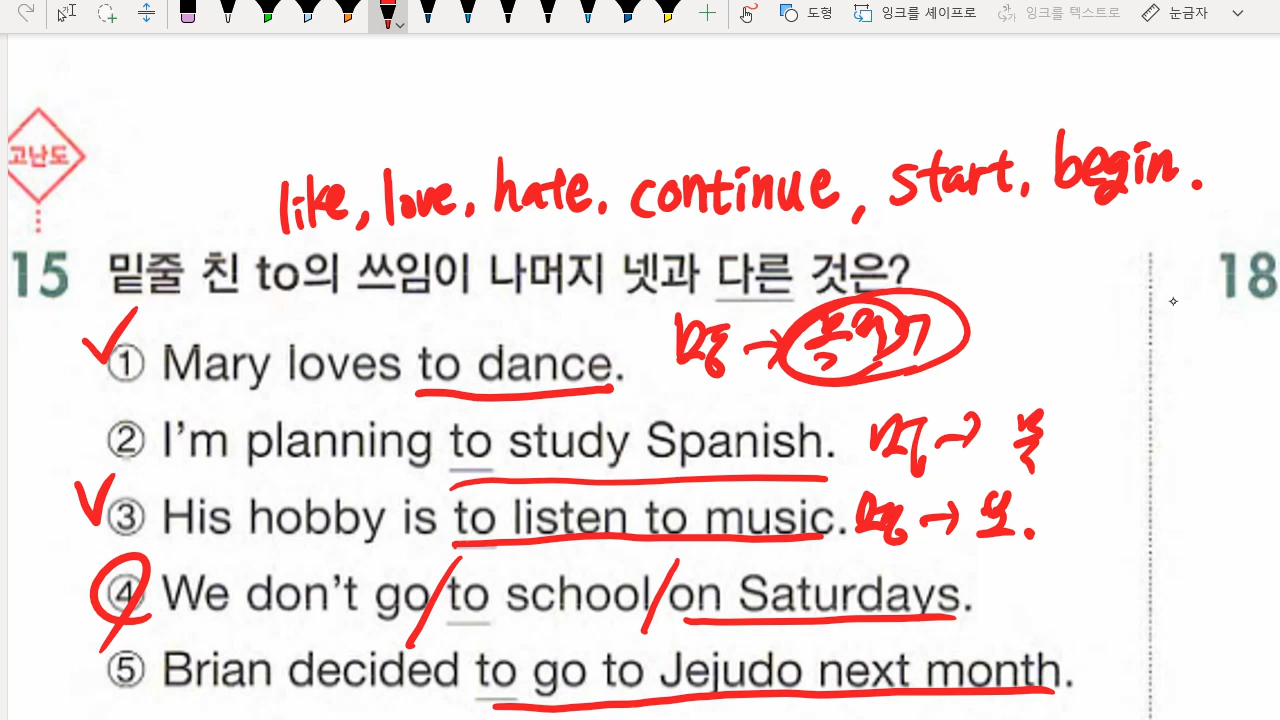 도형 잉크를 셰이프로 잉크를 텍스트로 눈금자
고난도
like, love, hate, continue, start, begin.
15 밑줄 친 to의 쓰임이 나머지 넷과 다른 것은?
18
① Mary loves to dance.
② I'm planning to study Spanish.
③ His hobby is to listen to music.
④ We don't go to school on Saturdays.
⑤ Brian decided to go to Jejudo next month.